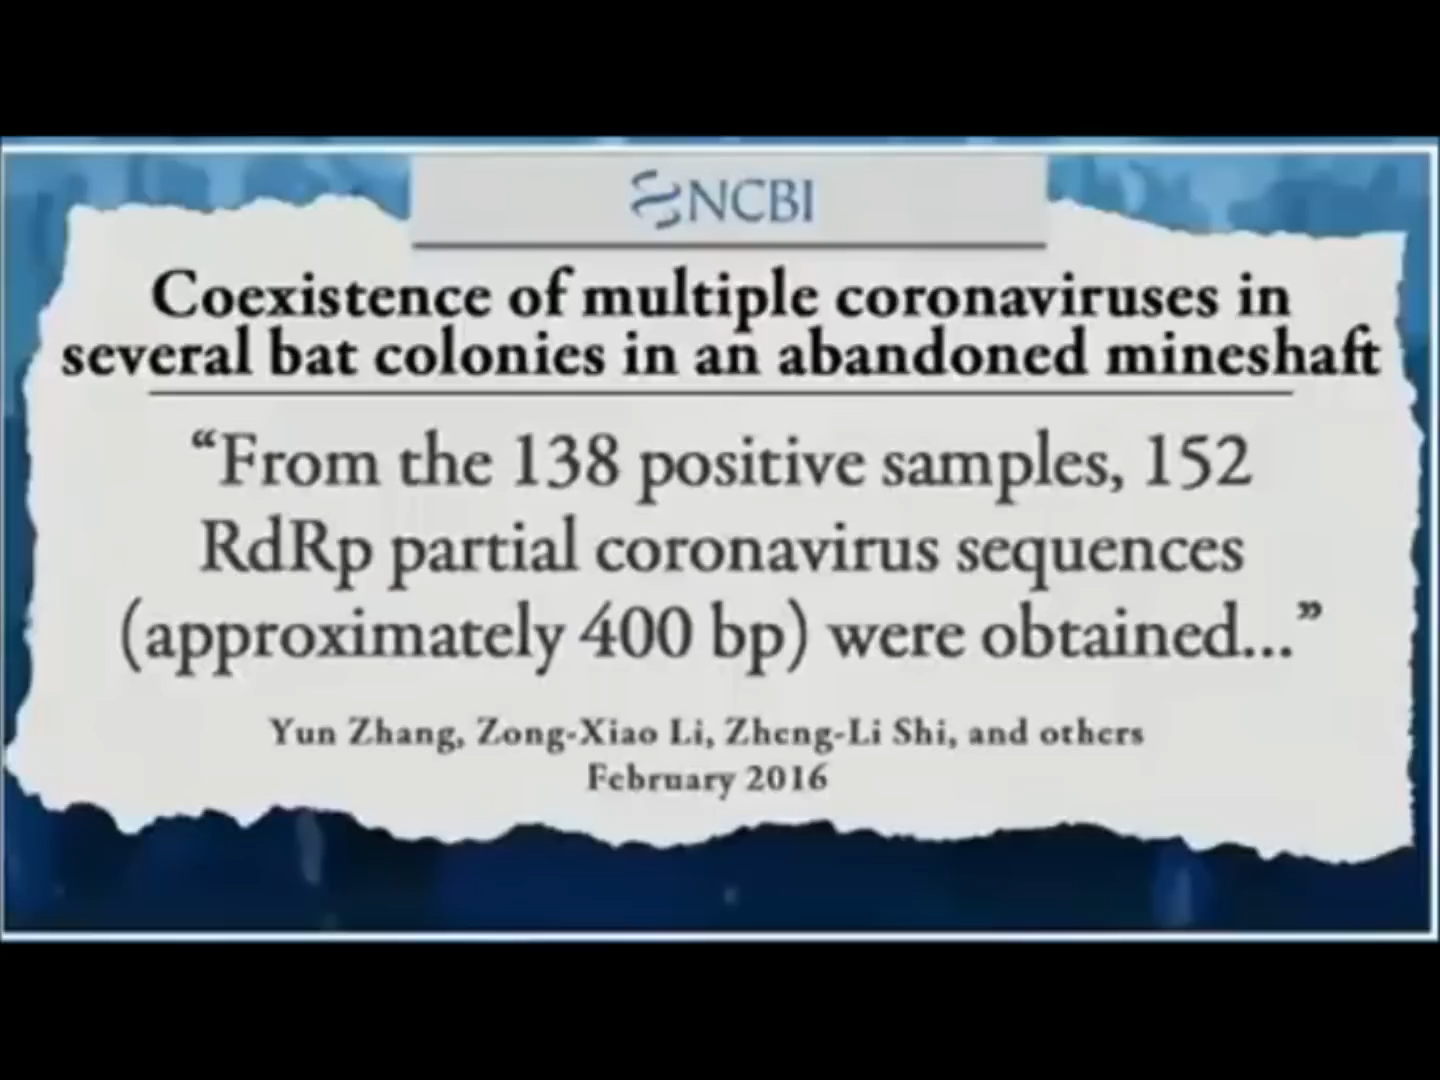 NCBI
Coexistence of multiple coronaviruses in
several bat colonies in an abandoned mineshaft
“From the 138 positive samples, 152
RdRp partial coronavirus sequences
(approximately 400 bp) were obtained...”
Yun Zhang, Zong-Xiao Li, Zheng-Li Shi, and others
February 2016